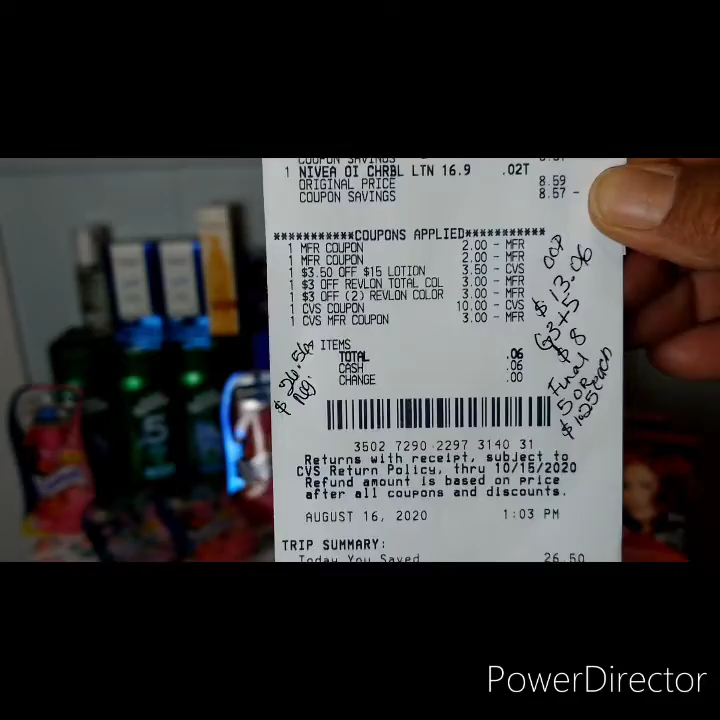 1 NIVEA OI CHRBL LTN 16.9 .02T
ORIGINAL PRICE 8.59
COUPON SAVINGS 8.57 -
***********COUPONS APPLIED***********
1 MFR COUPON 2.00 - MFR
1 MFR COUPON 2.00 - MFR
1 $3.50 OFF $15 LOTION 3.50 - CVS
1 $3 OFF REVLON TOTAL COL 3.00 - MFR
1 $3 OFF (2) REVLON COLOR 3.00 - MFR
1 CVS COUPON 10.00 - CVS
1 CVS MFR COUPON 3.00 - MFR
ITEMS
TOTAL .06
CASH .06
CHANGE .00
3502 7290 2297 3140 31
Returns with receipt, subject to
CVS Return Policy, thru 10/15/2020
Refund amount is based on price
after all coupons and discounts.
AUGUST 16, 2020 1:03 PM
TRIP SUMMARY:
Today You Saved 26.50
OOP
$ 13.06
G3+5
$ 8
Final
5 OR
$ 1.25 each
$ 26.56
Reg.
5
PowerDirector